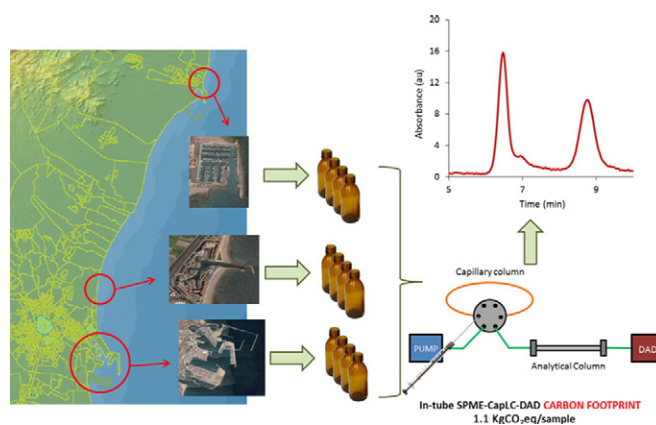 20
16
12
8
4
0
Absorbance (au)
5
7
9
Time (min)
Capillary column
PUMP
DAD
Analytical Column
In-tube SPME-CapLC-DAD CARBON FOOTPRINT
1.1 KgCO₂eq/sample